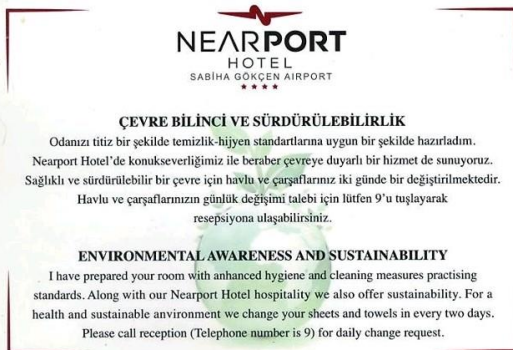 NEARPORT
HOTEL
SABİHA GÖKÇEN AIRPORT
ÇEVRE BİLİNCİ VE SÜRDÜRÜLEBİLİRLİK
Odanızı titiz bir şekilde temizlik-hijyen standartlarına uygun bir şekilde hazırladım.
Nearport Hotel'de konukseverliğimiz ile beraber çevreye duyarlı bir hizmet de sunuyoruz.
Sağlıklı ve sürdürülebilir bir çevre için havlu ve çarşaflarınız iki günde bir değiştirilmektedir.
Havlu ve çarşaflarınızın günlük değişimi talebi için lütfen 9'u tuşlayarak
resepsiyona ulaşabilirsiniz.
ENVIRONMENTAL AWARENESS AND SUSTAINABILITY
I have prepared your room with anhanced hygiene and cleaning measures practising
standards. Along with our Nearport Hotel hospitality we also offer sustainability. For a
health and sustainable anvironment we change your sheets and towels in every two days.
Please call reception (Telephone number is 9) for daily change request.